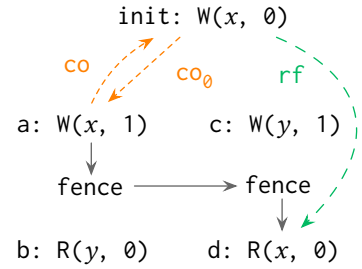 init: W(x, 0)
co co₀ rf
a: W(x, 1) c: W(y, 1)
fence fence
b: R(y, 0) d: R(x, 0)